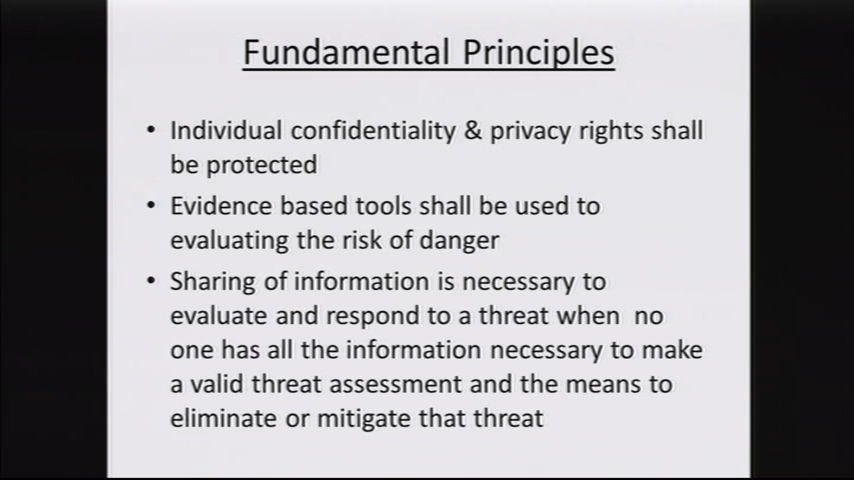 Fundamental Principles
• Individual confidentiality & privacy rights shall
be protected
• Evidence based tools shall be used to
evaluating the risk of danger
• Sharing of information is necessary to
evaluate and respond to a threat when no
one has all the information necessary to make
a valid threat assessment and the means to
eliminate or mitigate that threat